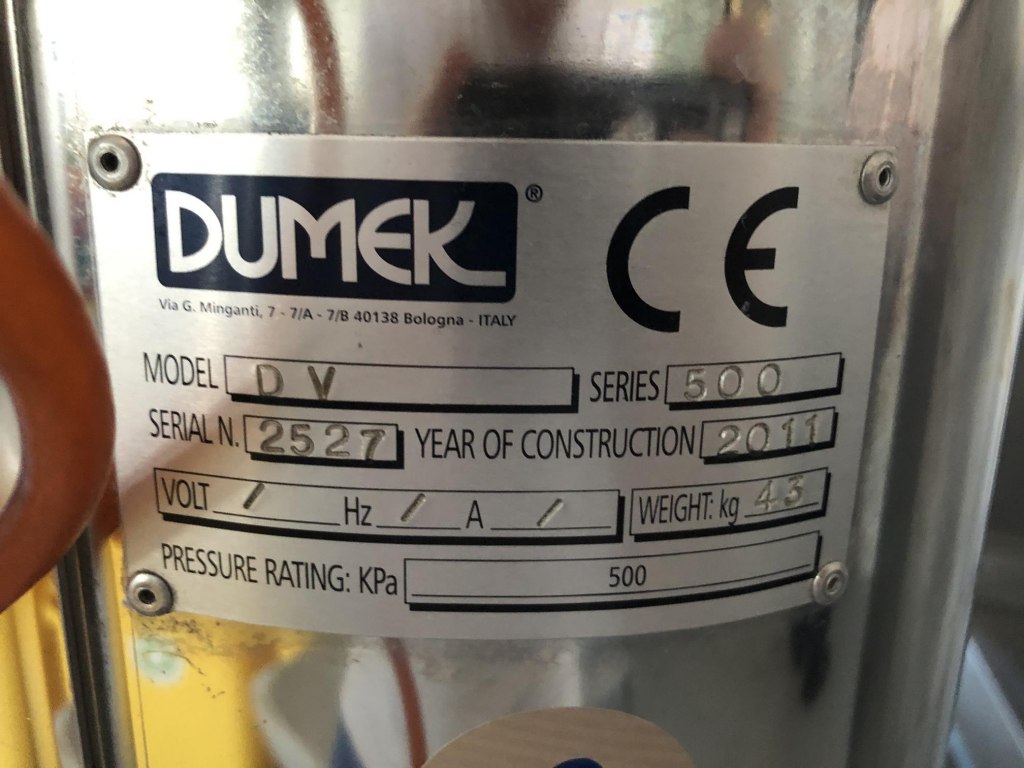 DUMEK ® CE
Via G. Minganti, 7 - 7/A - 7/B 40138 Bologna - ITALY
MODEL D V SERIES 500
SERIAL N. 2527 YEAR OF CONSTRUCTION 2011
VOLT / Hz / A / WEIGHT: kg 43
PRESSURE RATING: KPa 500